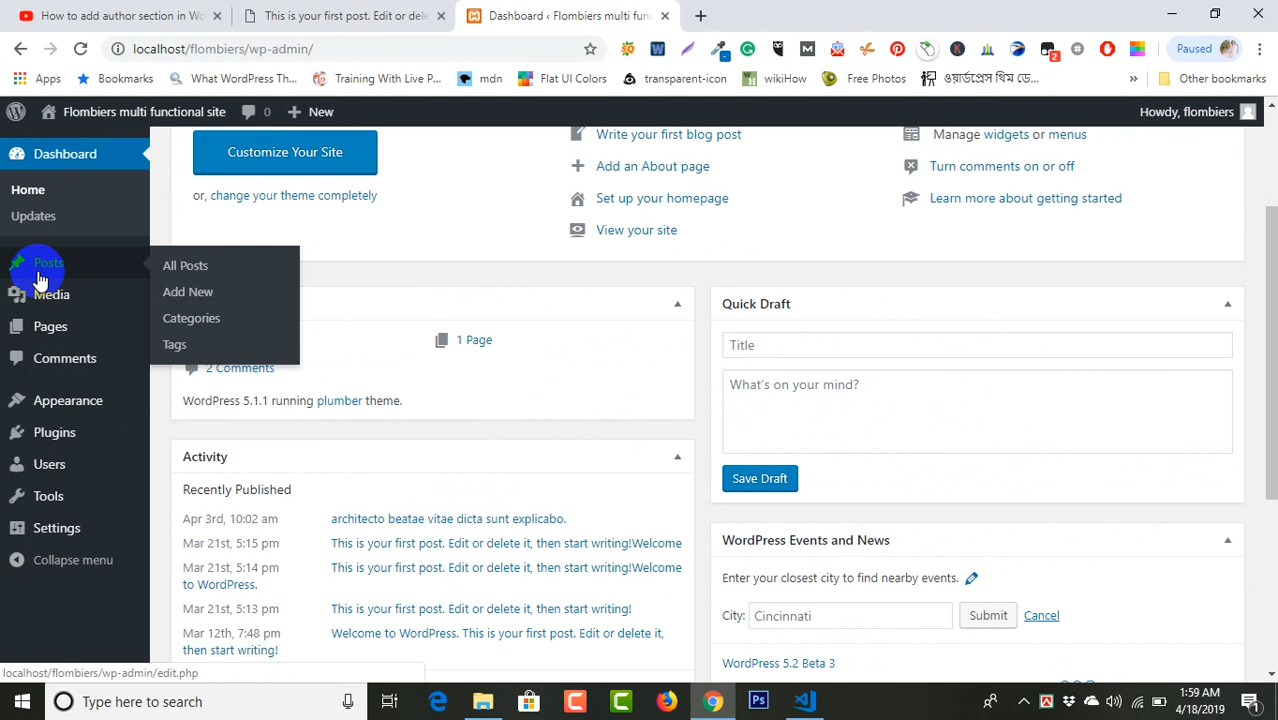 How to add author section in Wo
This is your first post. Edit or dele
Dashboard ‹ Flombiers multi func
localhost/flombiers/wp-admin/
Paused
Apps
Bookmarks
What WordPress Th...
Training With Live P...
mdn
Flat UI Colors
transparent-icon
wikiHow
Free Photos
ওয়ার্ডপ্রেস থিম ডে...
»
Other bookmarks
Flombiers multi functional site
0
New
Howdy, flombiers
Dashboard
Home
Updates
Posts
All Posts
Add New
Categories
Tags
Media
Pages
Comments
Appearance
Plugins
Users
Tools
Settings
Collapse menu
Customize Your Site
or, change your theme completely
Write your first blog post
Add an About page
Set up your homepage
View your site
Manage widgets or menus
Turn comments on or off
Learn more about getting started
1 Page
2 Comments
WordPress 5.1.1 running plumber theme.
Activity
Recently Published
Apr 3rd, 10:02 am architecto beatae vitae dicta sunt explicabo.
Mar 21st, 5:15 pm This is your first post. Edit or delete it, then start writing!Welcome
Mar 21st, 5:14 pm This is your first post. Edit or delete it, then start writing!Welcome
to WordPress.
Mar 21st, 5:13 pm This is your first post. Edit or delete it, then start writing!
Mar 12th, 7:48 pm Welcome to WordPress. This is your first post. Edit or delete it,
then start writing!
Quick Draft
Title
What's on your mind?
Save Draft
WordPress Events and News
Enter your closest city to find nearby events.
City: Cincinnati Submit Cancel
WordPress 5.2 Beta 3
localhost/flombiers/wp-admin/edit.php
Type here to search
1:59 AM
4/18/2019